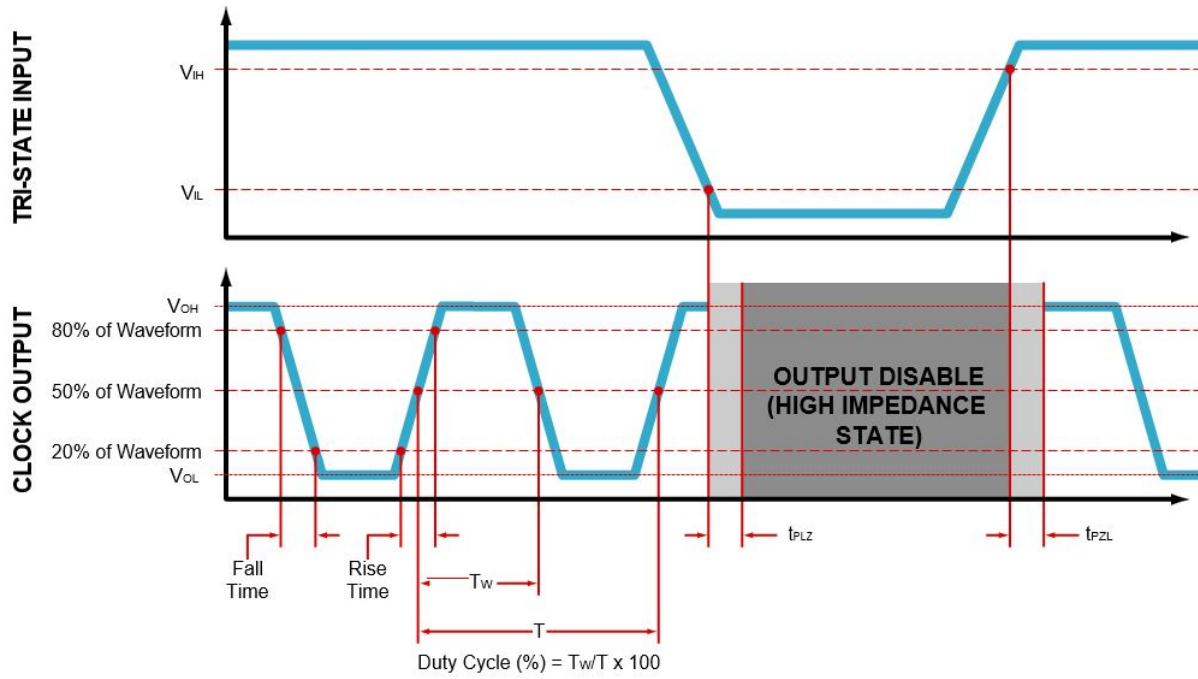 TRI-STATE INPUT
VIH
VIL
CLOCK OUTPUT
VOH
80% of Waveform
50% of Waveform
20% of Waveform
VOL
OUTPUT DISABLE
(HIGH IMPEDANCE
STATE)
Fall
Time
Rise
Time
TW
T
tPLZ
tPZL
Duty Cycle (%) = TW/T x 100